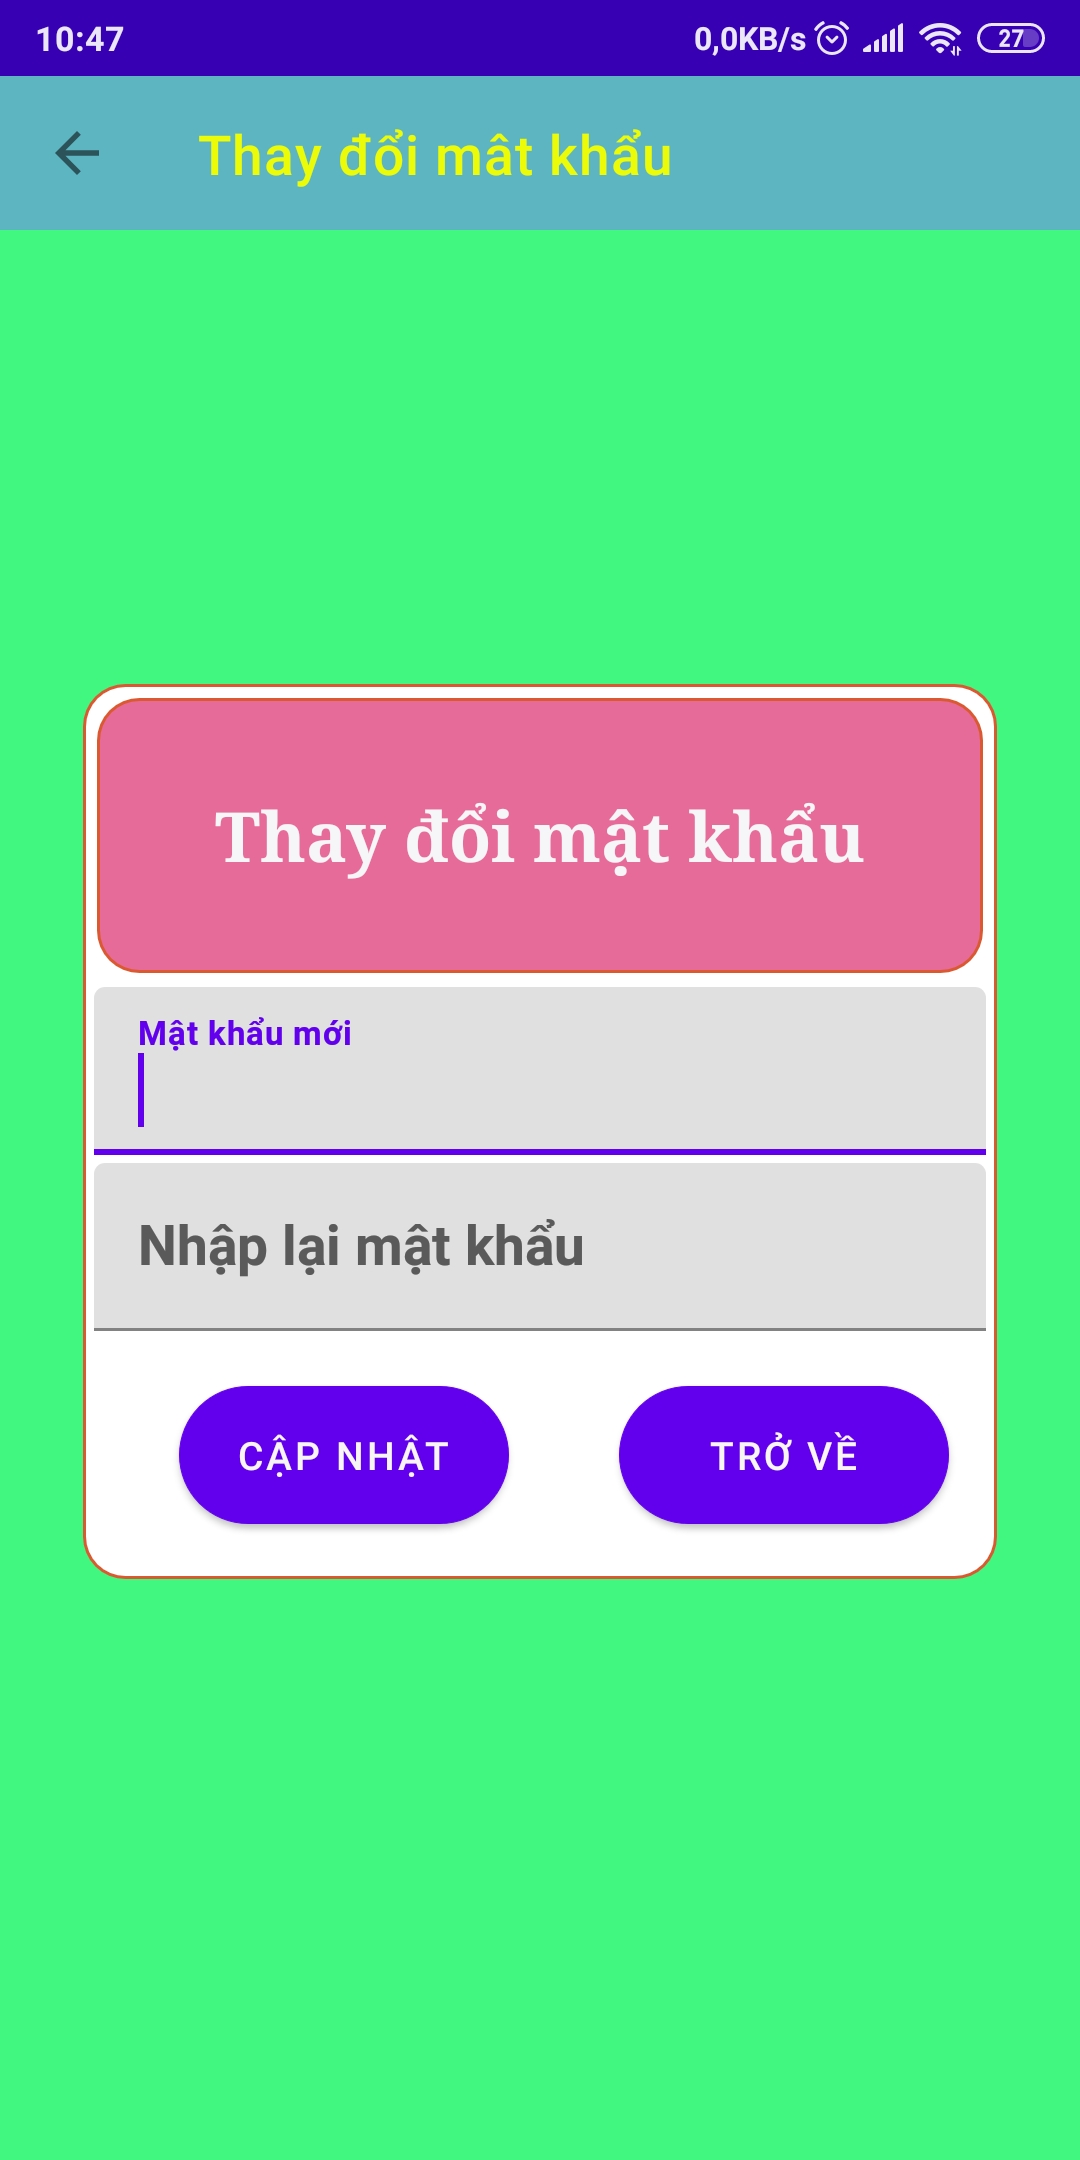 10:47 0,0KB/s 27
Thay đổi mât khẩu
Thay đổi mật khẩu
Mật khẩu mới
Nhập lại mật khẩu
CẬP NHẬT TRỞ VỀ